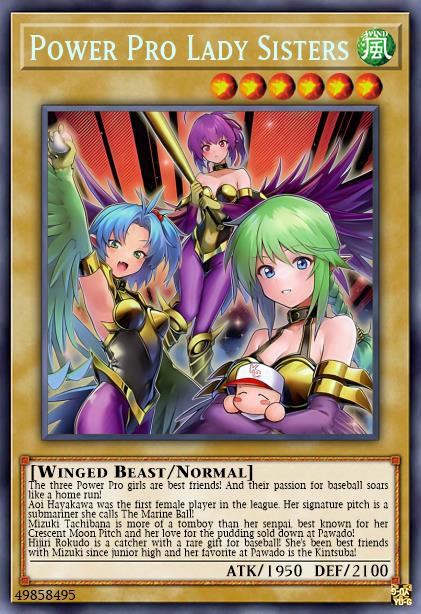 POWER PRO LADY SISTERS
WIND
風
[WINGED BEAST/NORMAL]
The three Power Pro girls are best friends! And their passion for baseball soars
like a home run!
Aoi Hayakawa was the first female player in the league. Her signature pitch is a
submariner she calls The Marine Ball!
Mizuki Tachibana is more of a tomboy than her senpai, best known for her
Crescent Moon Pitch and her love for the pudding sold down at Pawado!
Hijiri Rokudo is a catcher with a rare gift for baseball! She's been best friends
with Mizuki since junior high and her favorite at Pawado is the Kintsuba!
ATK/1950 DEF/2100
49858495